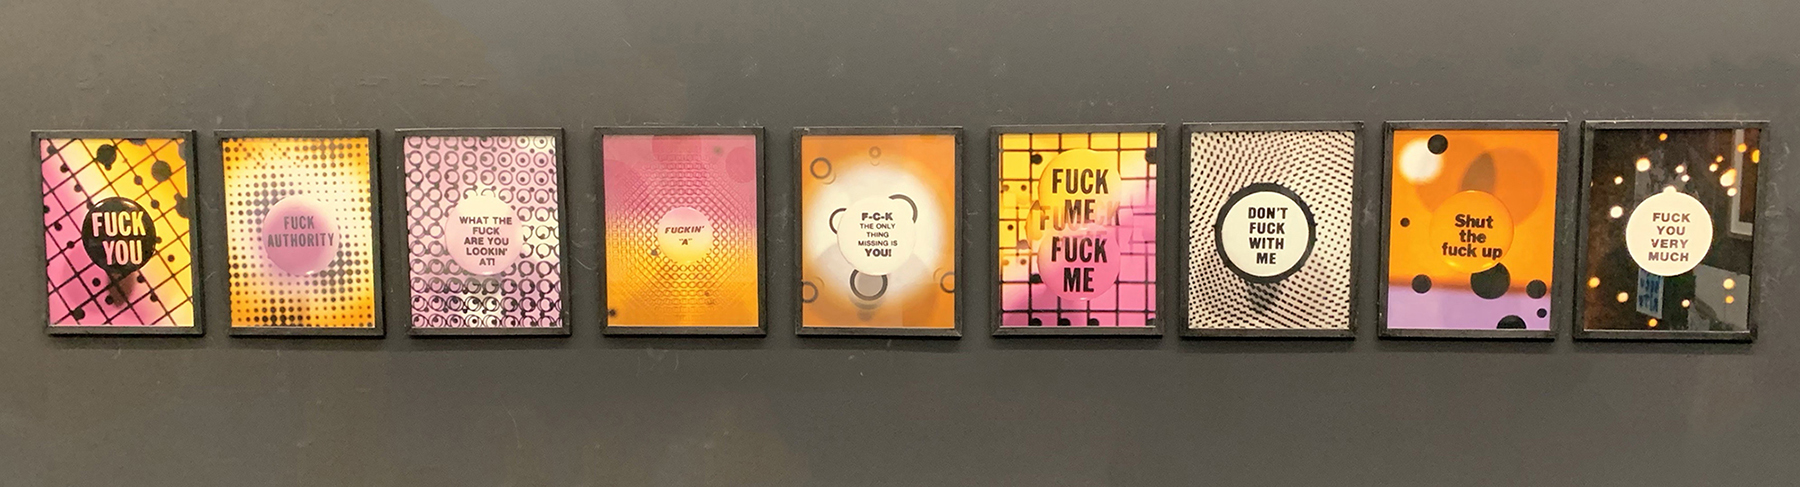 FUCK
YOU
FUCK
AUTHORITY
WHAT THE
FUCK
ARE YOU
LOOKIN'
AT!
FUCKIN'
"A"
F-C-K
THE ONLY
THING
MISSING IS
YOU!
FUCK
ME
FUCK
ME
DON'T
FUCK
WITH
ME
Shut
the
fuck up
FUCK
YOU
VERY
MUCH